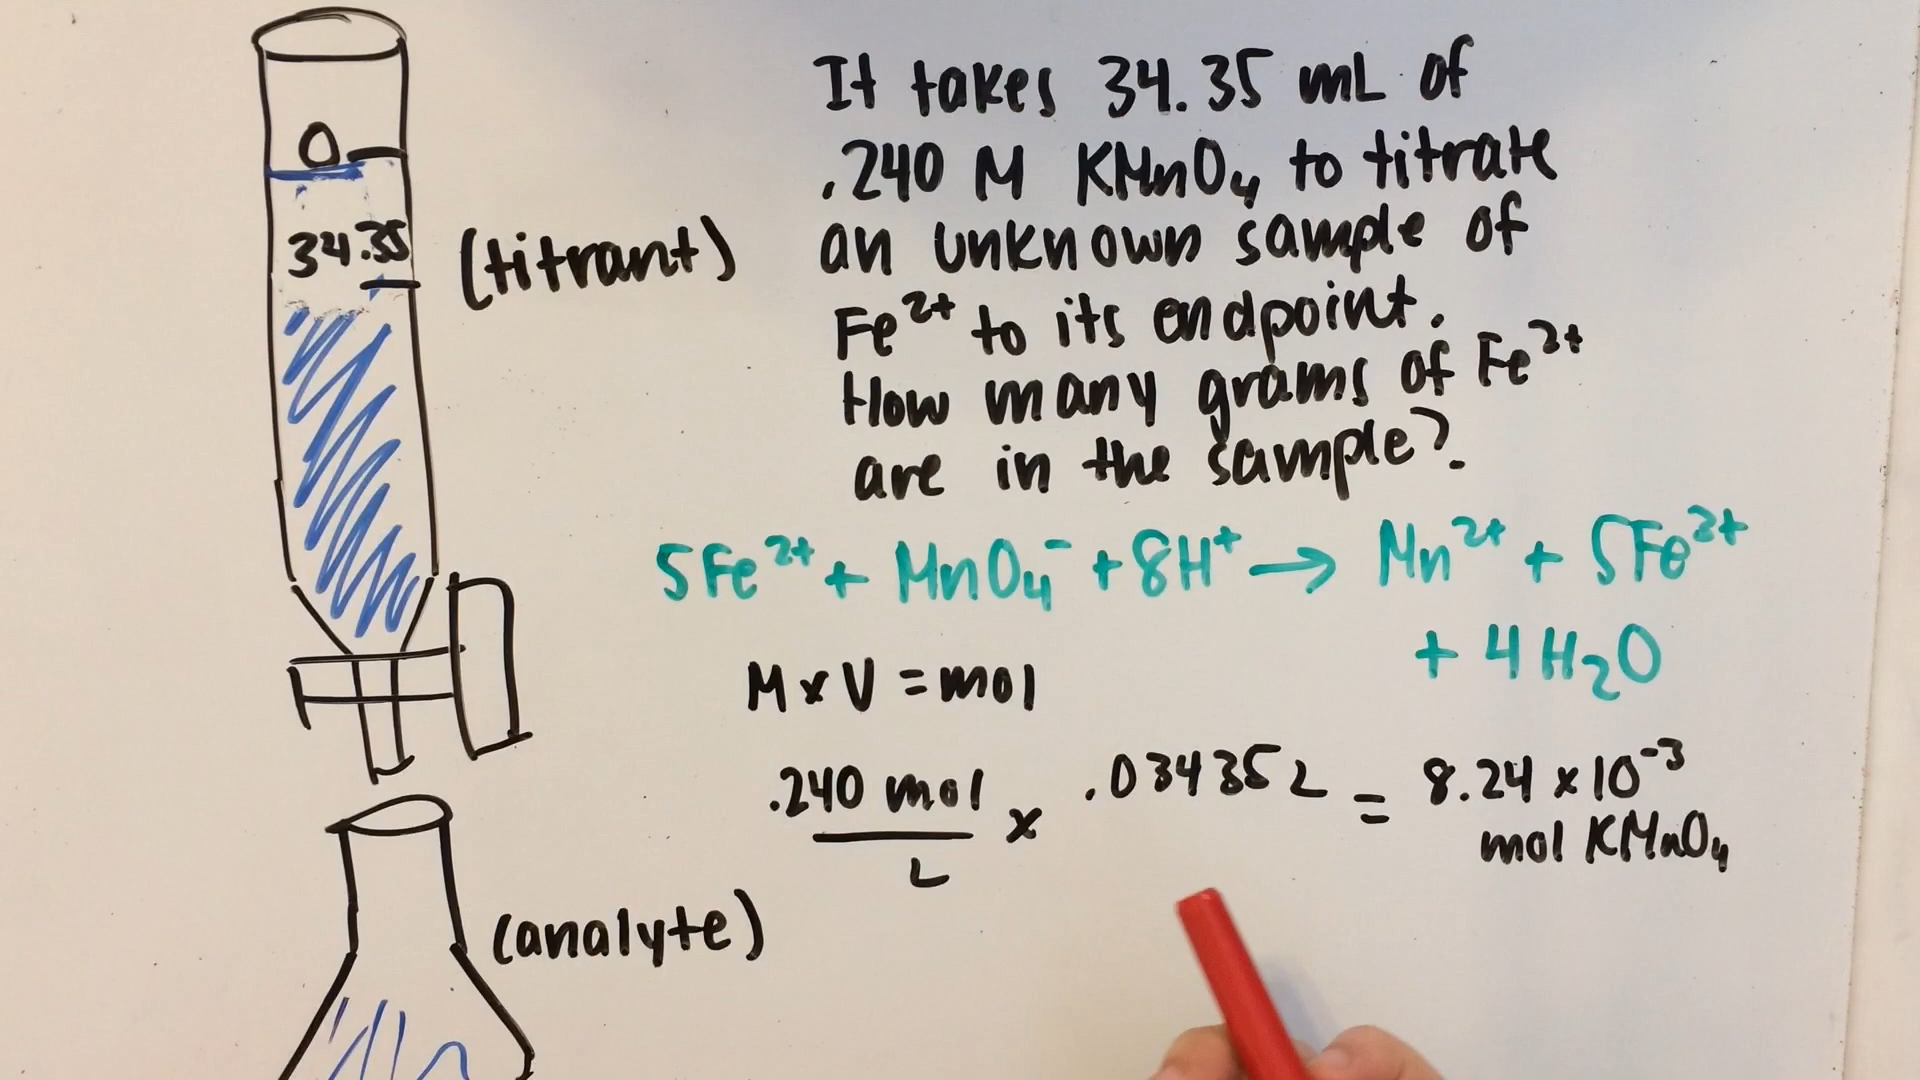 0
34.35
(titrant)
It takes 34.35 mL of
.240 M KMnO₄ to titrate
an unknown sample of
Fe²⁺ to its endpoint.
How many grams of Fe²⁺
are in the sample?
5Fe²⁺ + MnO₄⁻ + 8H⁺ → Mn²⁺ + 5Fe³⁺
+ 4H₂O
M x V = mol
.240 mol / L x .03435 L = 8.24 x 10⁻³
mol KMnO₄
(analyte)